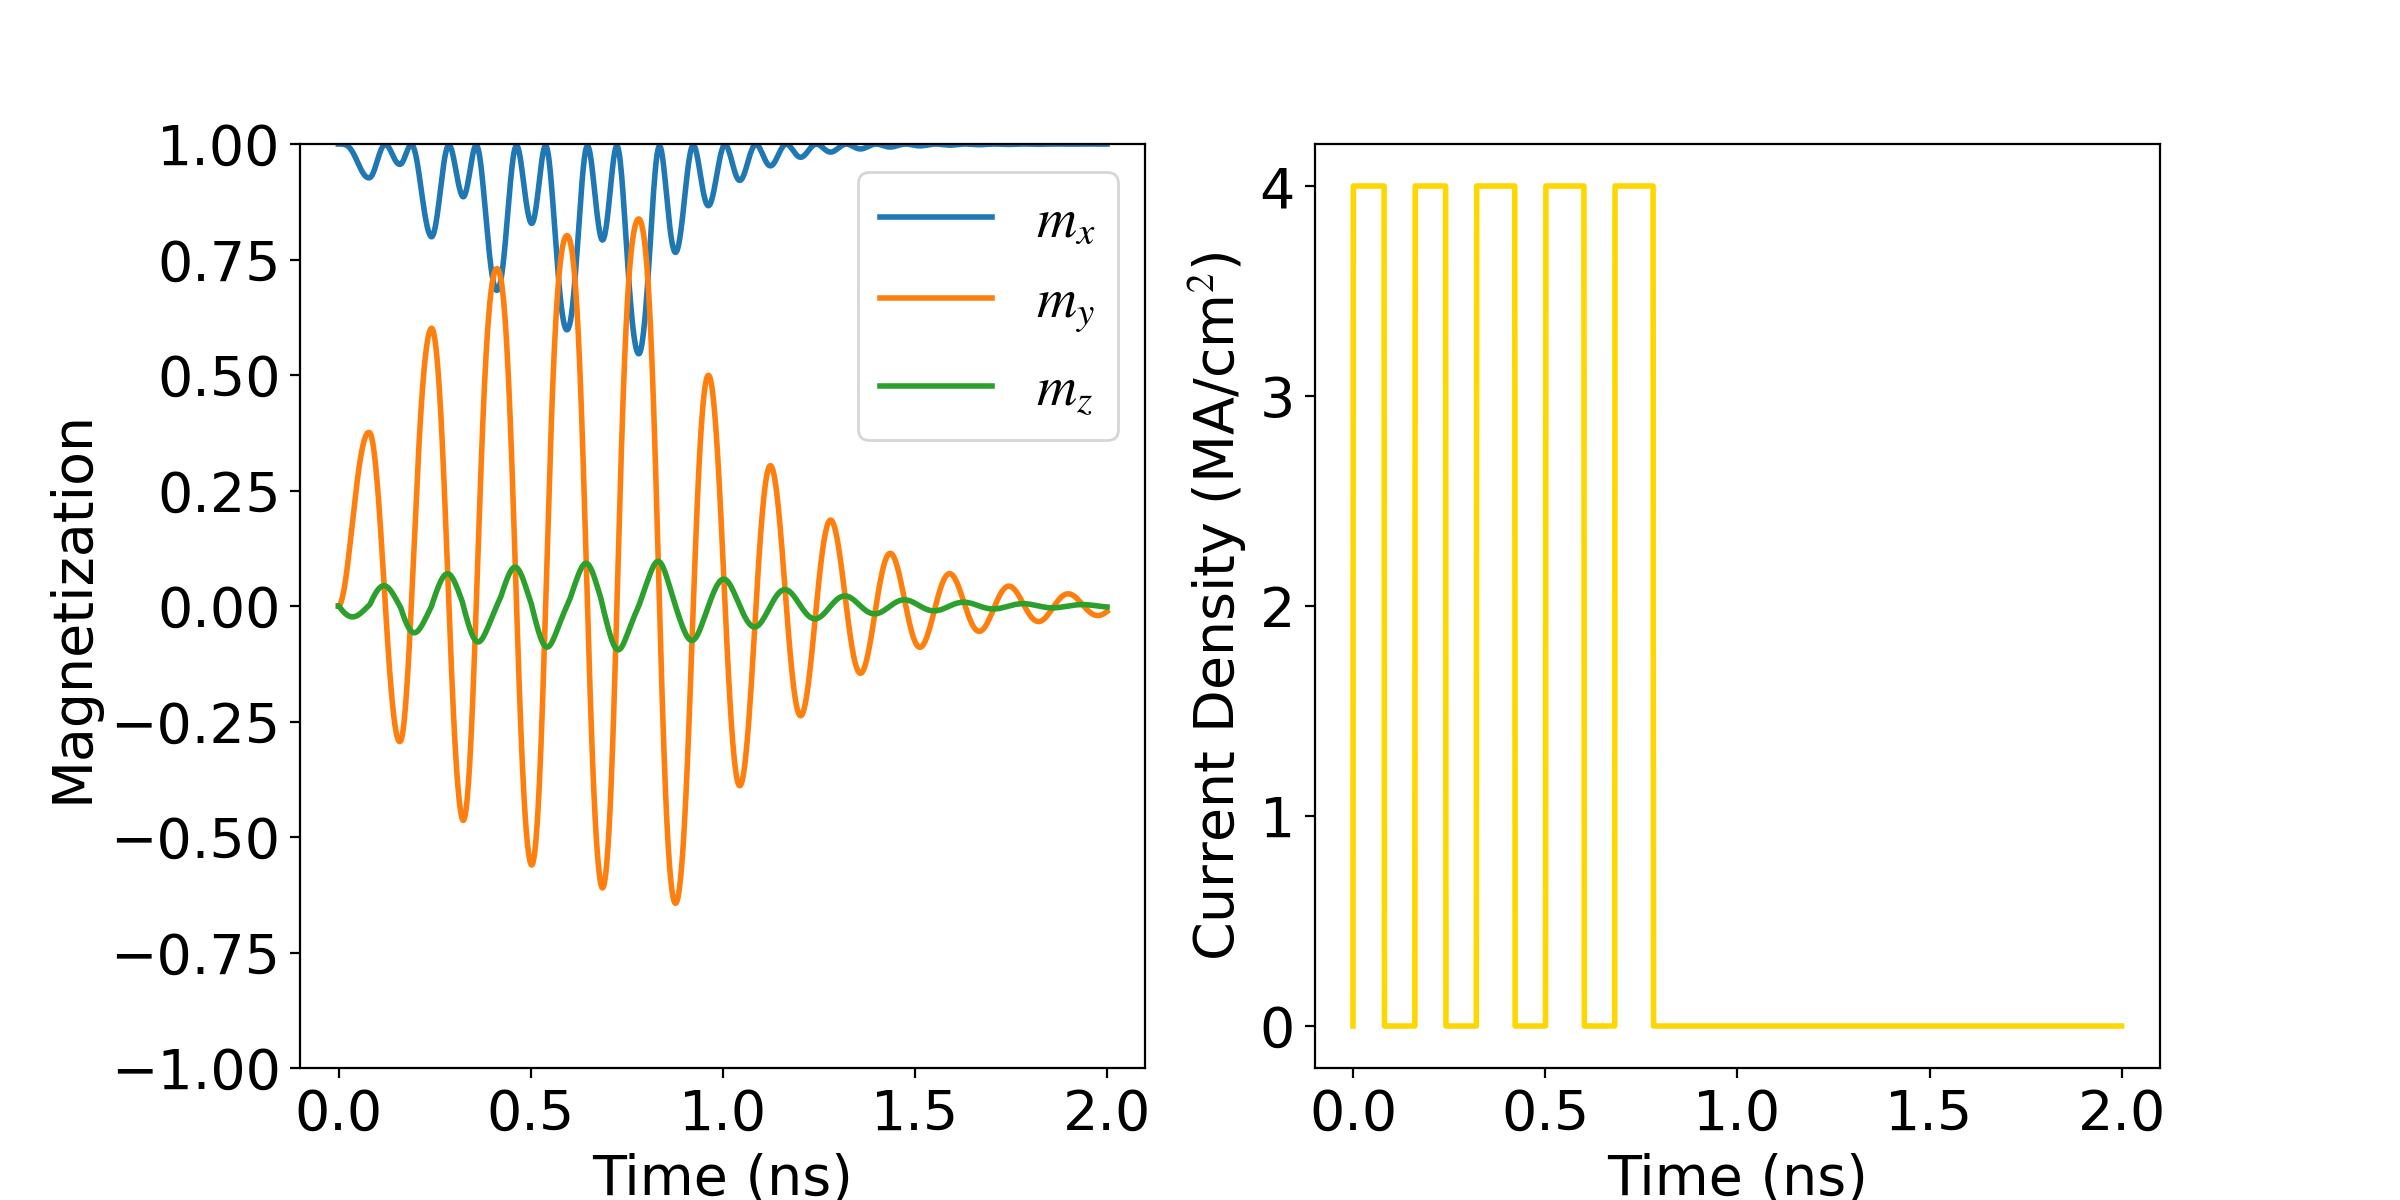 1.00
0.75
0.50
0.25
0.00
−0.25
−0.50
−0.75
−1.00
Magnetization
0.0 0.5 1.0 1.5 2.0
Time (ns)
m_x
m_y
m_z
4
3
2
1
0
Current Density (MA/cm²)
0.0 0.5 1.0 1.5 2.0
Time (ns)